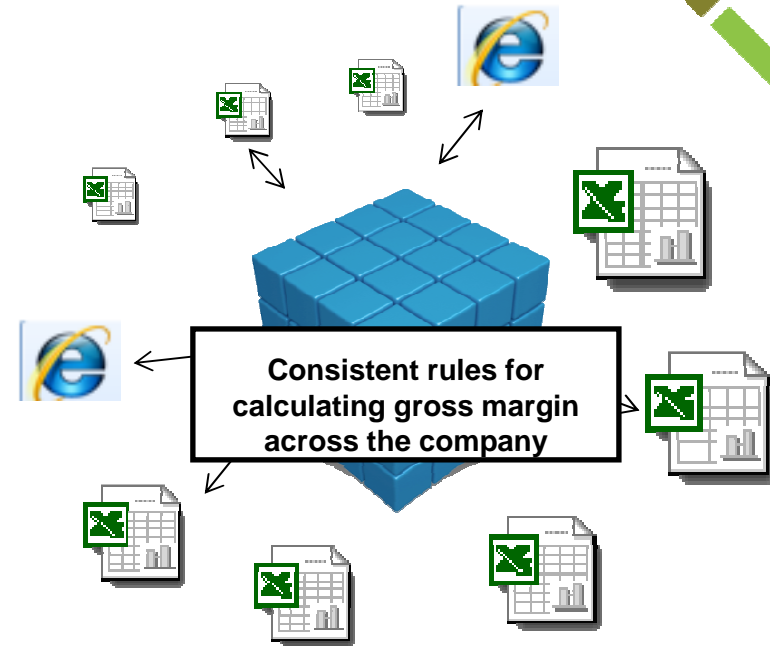 Consistent rules for
calculating gross margin
across the company